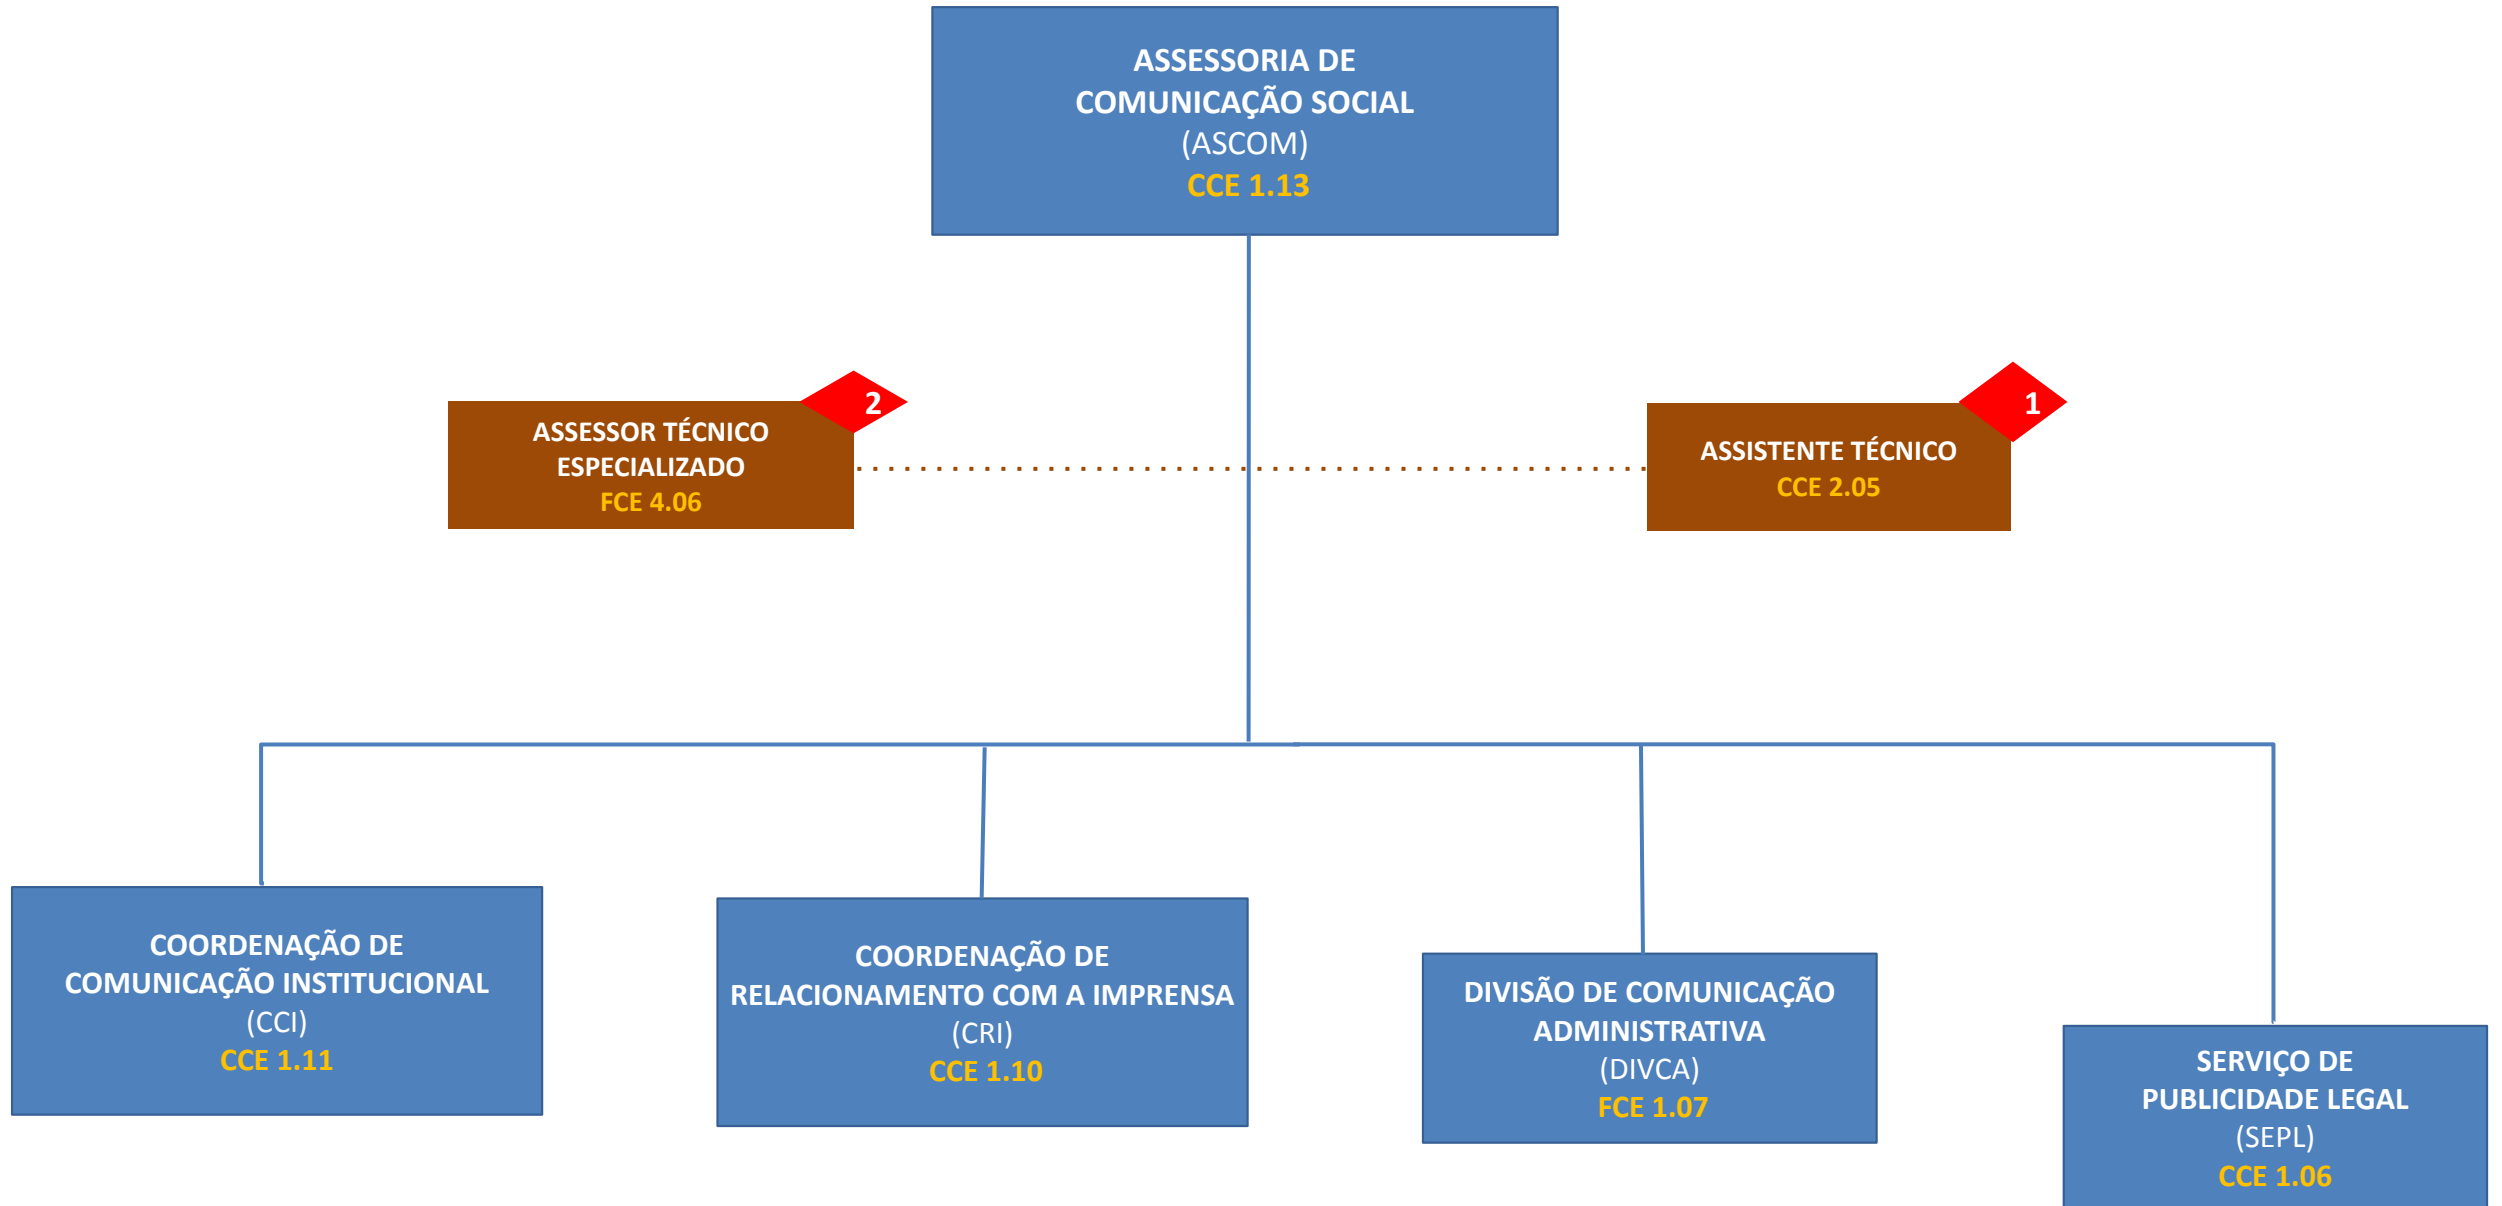 ASSESSORIA DE
COMUNICAÇÃO SOCIAL
(ASCOM)
CCE 1.13
2
ASSESSOR TÉCNICO
ESPECIALIZADO
FCE 4.06
1
ASSISTENTE TÉCNICO
CCE 2.05
COORDENAÇÃO DE
COMUNICAÇÃO INSTITUCIONAL
(CCI)
CCE 1.11
COORDENAÇÃO DE
RELACIONAMENTO COM A IMPRENSA
(CRI)
CCE 1.10
DIVISÃO DE COMUNICAÇÃO
ADMINISTRATIVA
(DIVCA)
FCE 1.07
SERVIÇO DE
PUBLICIDADE LEGAL
(SEPL)
CCE 1.06